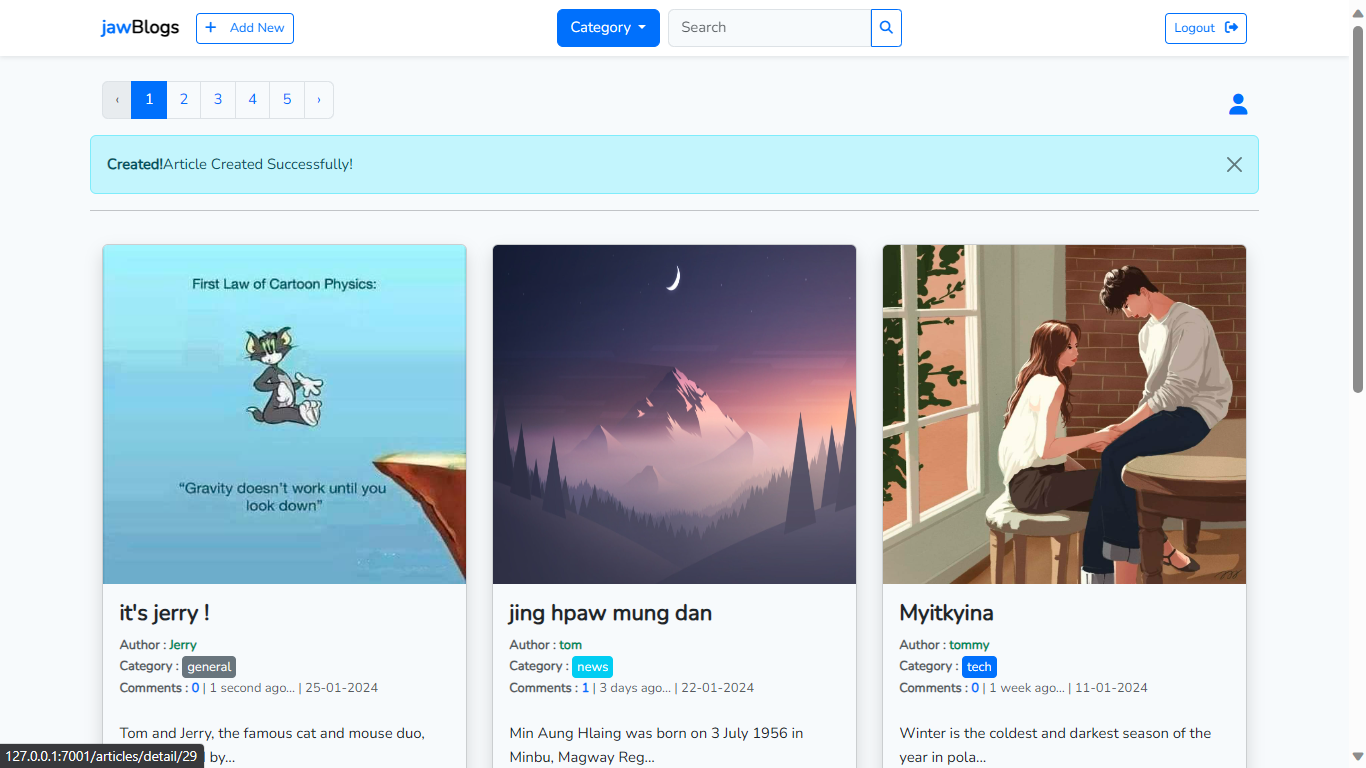 jawBlogs + Add New Category Search Logout
‹ 1 2 3 4 5 ›
Created!Article Created Successfully!
First Law of Cartoon Physics:
“Gravity doesn't work until you
look down”
it's jerry !
Author : Jerry
Category : general
Comments : 0 | 1 second ago... | 25-01-2024
Tom and Jerry, the famous cat and mouse duo,
by...
jing hpaw mung dan
Author : tom
Category : news
Comments : 1 | 3 days ago... | 22-01-2024
Min Aung Hlaing was born on 3 July 1956 in
Minbu, Magway Reg...
Myitkyina
Author : tommy
Category : tech
Comments : 0 | 1 week ago... | 11-01-2024
Winter is the coldest and darkest season of the
year in pola...
127.0.0.1:7001/articles/detail/29